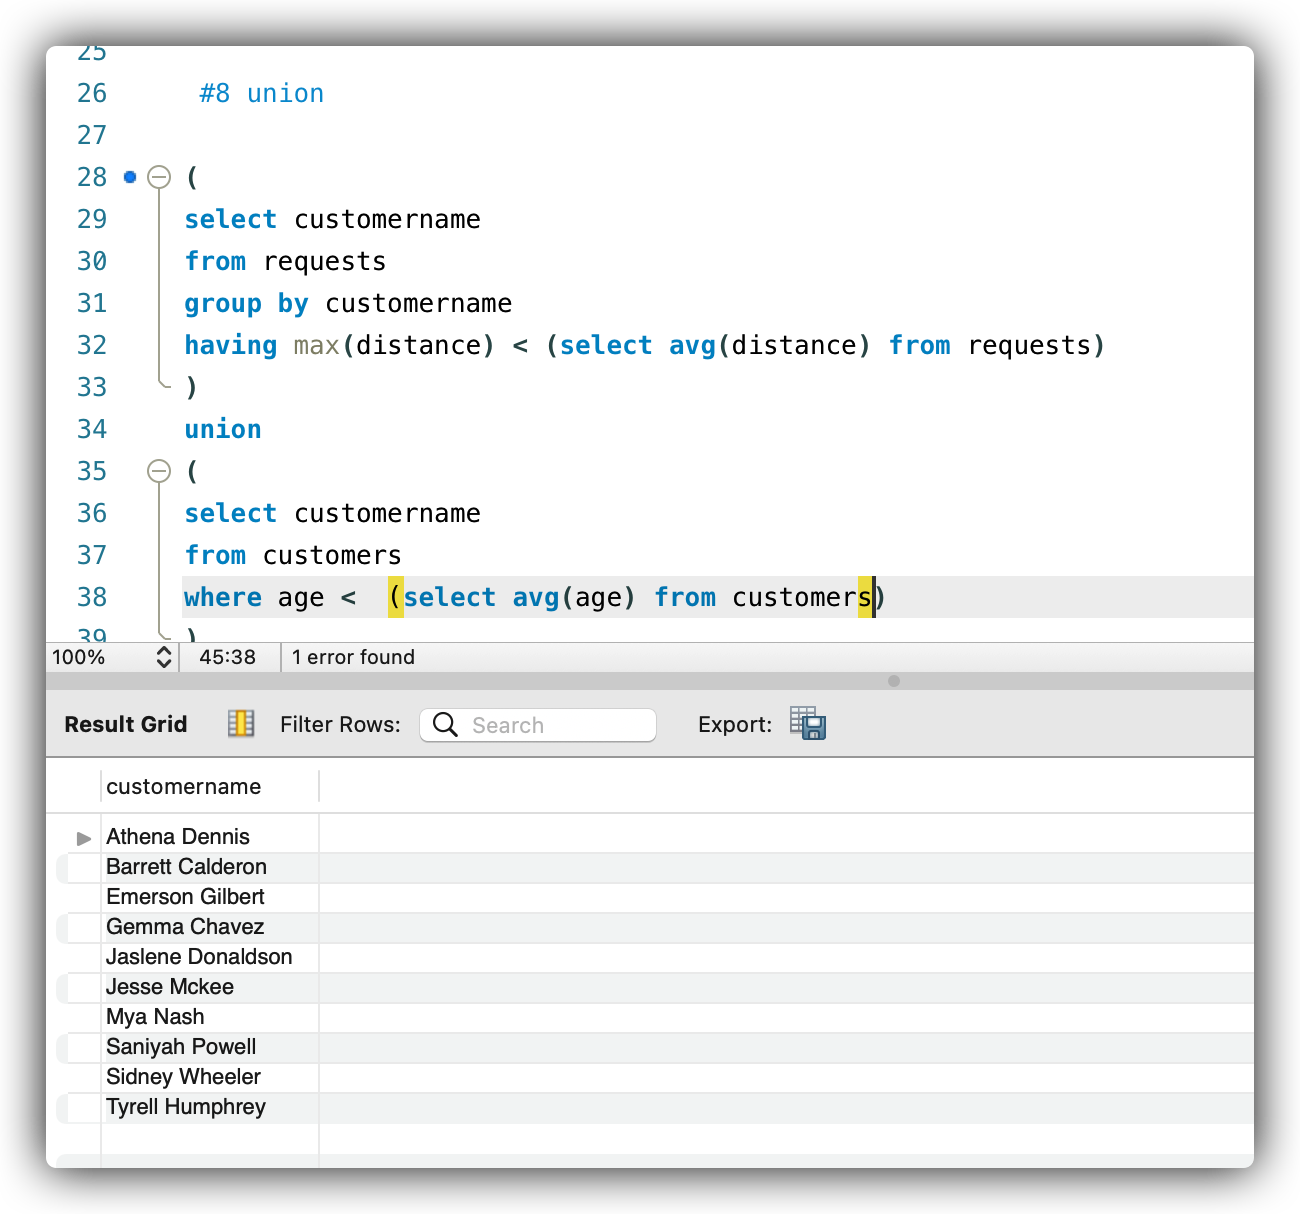 25
26 #8 union
27
28 (
29 select customername
30 from requests
31 group by customername
32 having max(distance) < (select avg(distance) from requests)
33 )
34 union
35 (
36 select customername
37 from customers
38 where age <  (select avg(age) from customers)
39 )
100% 45:38 1 error found
Result Grid Filter Rows: Search Export:
customername
Athena Dennis
Barrett Calderon
Emerson Gilbert
Gemma Chavez
Jaslene Donaldson
Jesse Mckee
Mya Nash
Saniyah Powell
Sidney Wheeler
Tyrell Humphrey